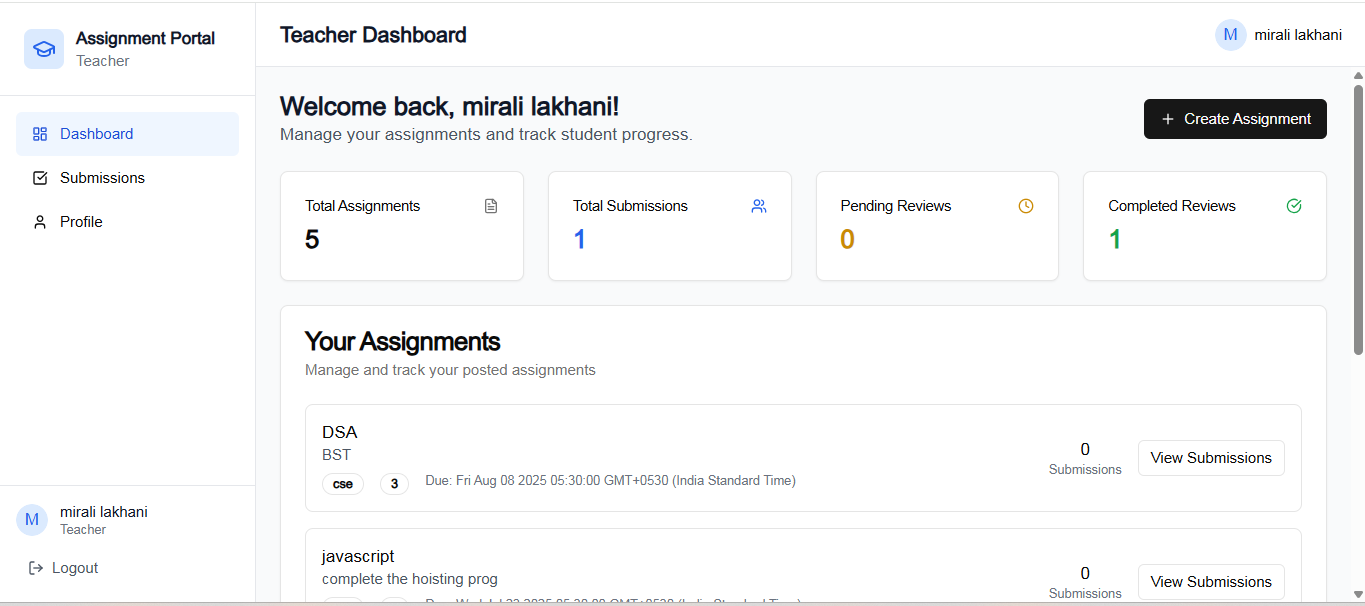 Assignment Portal
Teacher
Dashboard
Submissions
Profile
mirali lakhani
Teacher
Logout
Teacher Dashboard
M
mirali lakhani
Welcome back, mirali lakhani!
Manage your assignments and track student progress.
+ Create Assignment
Total Assignments
5
Total Submissions
1
Pending Reviews
0
Completed Reviews
1
Your Assignments
Manage and track your posted assignments
DSA
BST
cse 3 Due: Fri Aug 08 2025 05:30:00 GMT+0530 (India Standard Time)
0
Submissions
View Submissions
javascript
complete the hoisting prog
0
Submissions
View Submissions
M